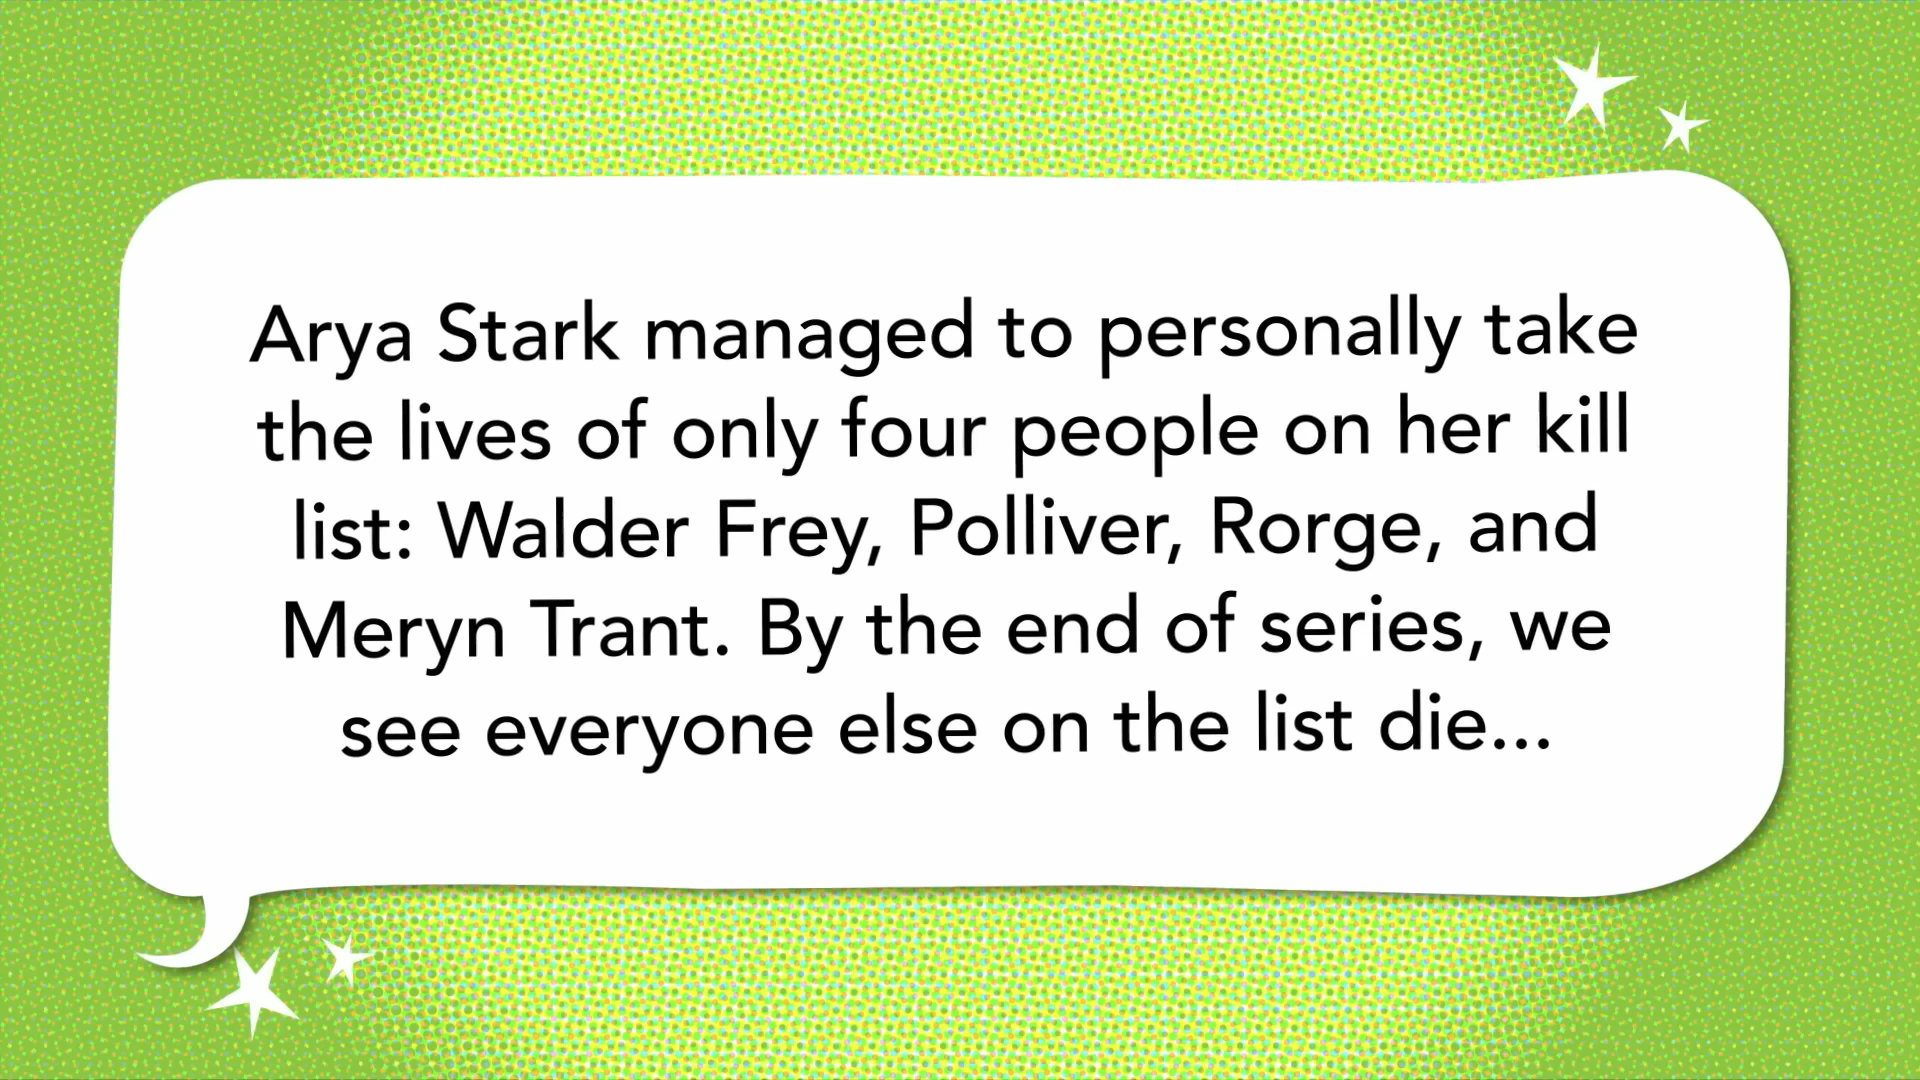 Arya Stark managed to personally take
the lives of only four people on her kill
list: Walder Frey, Polliver, Rorge, and
Meryn Trant. By the end of series, we
see everyone else on the list die...